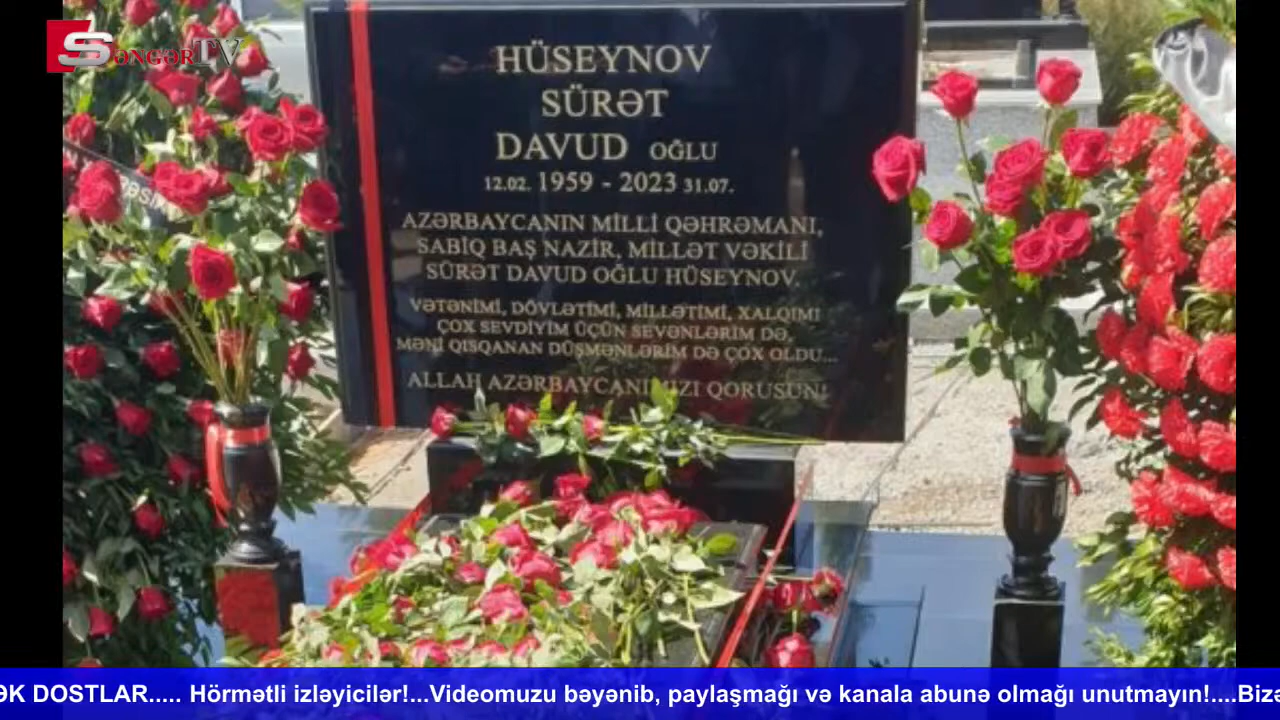 SƏNGƏRTV
HÜSEYNOV
SÜRƏT
DAVUD OĞLU
12.02. 1959 - 2023 31.07.
AZƏRBAYCANIN MİLLİ QƏHRƏMANI,
SABİQ BAŞ NAZİR, MİLLƏT VƏKİLİ
SÜRƏT DAVUD OĞLU HÜSEYNOV.
VƏTƏNİMİ, DÖVLƏTİMİ, MİLLƏTİMİ, XALQIMI
ÇOX SEVDİYİM ÜÇÜN SEVƏNLƏRİM DƏ,
MƏNİ QISQANAN DÜŞMƏNLƏRİM DƏ ÇOX OLDU...
ALLAH AZƏRBAYCANIMIZI QORUSUN!
ƏK DOSTLAR..... Hörmətli izləyicilər!...Videomuzu bəyənib, paylaşmağı və kanala abunə olmağı unutmayın!....Bizə